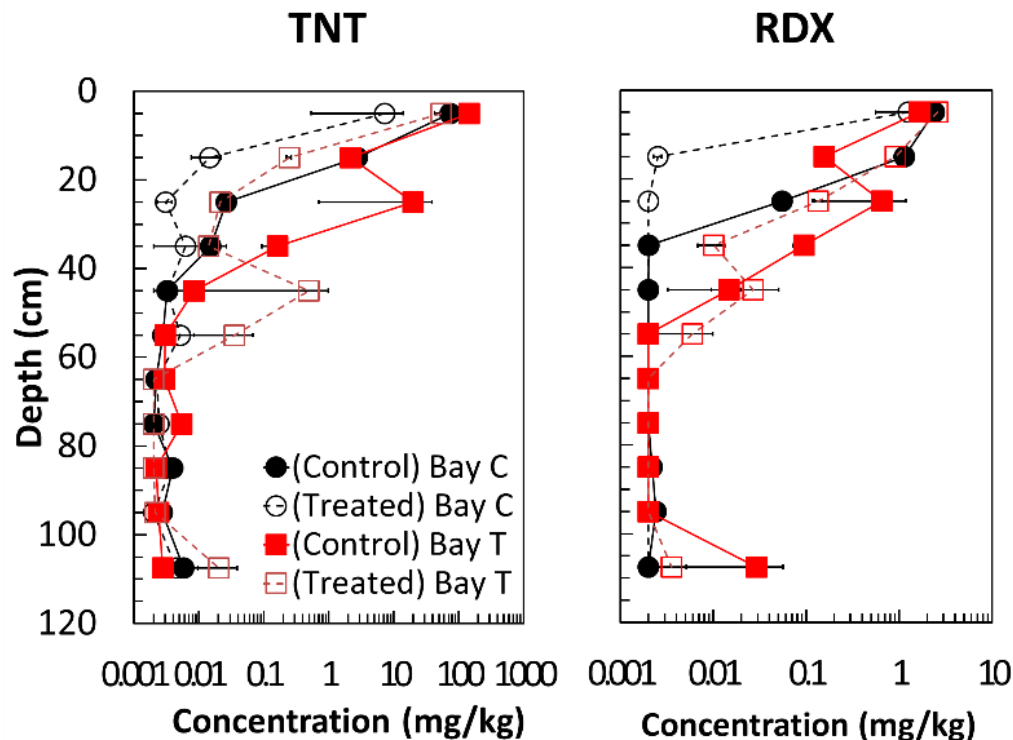 TNT RDX
0
20
40
60
80
100
120
Depth (cm)
(Control) Bay C
(Treated) Bay C
(Control) Bay T
(Treated) Bay T
0.001 0.1 10 1000 0.01 1
0.001 0.01 0.1 1 10 100 1000
Concentration (mg/kg) Concentration (mg/kg)